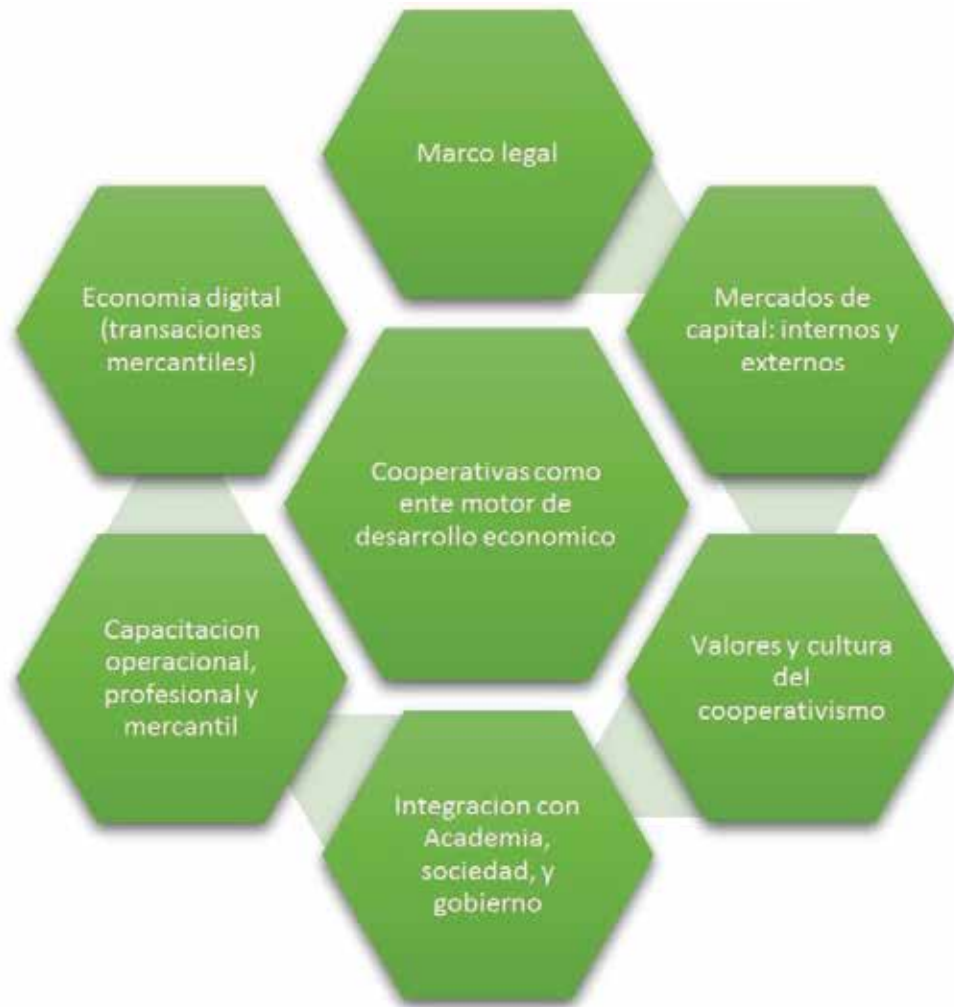 Marco legal
Mercados de
capital: internos y
externos
Valores y cultura
del
cooperativismo
Integracion con
Academia,
sociedad, y
gobierno
Capacitacion
operacional,
profesional y
mercantil
Economia digital
(transaciones
mercantiles)
Cooperativas como
ente motor de
desarrollo economico